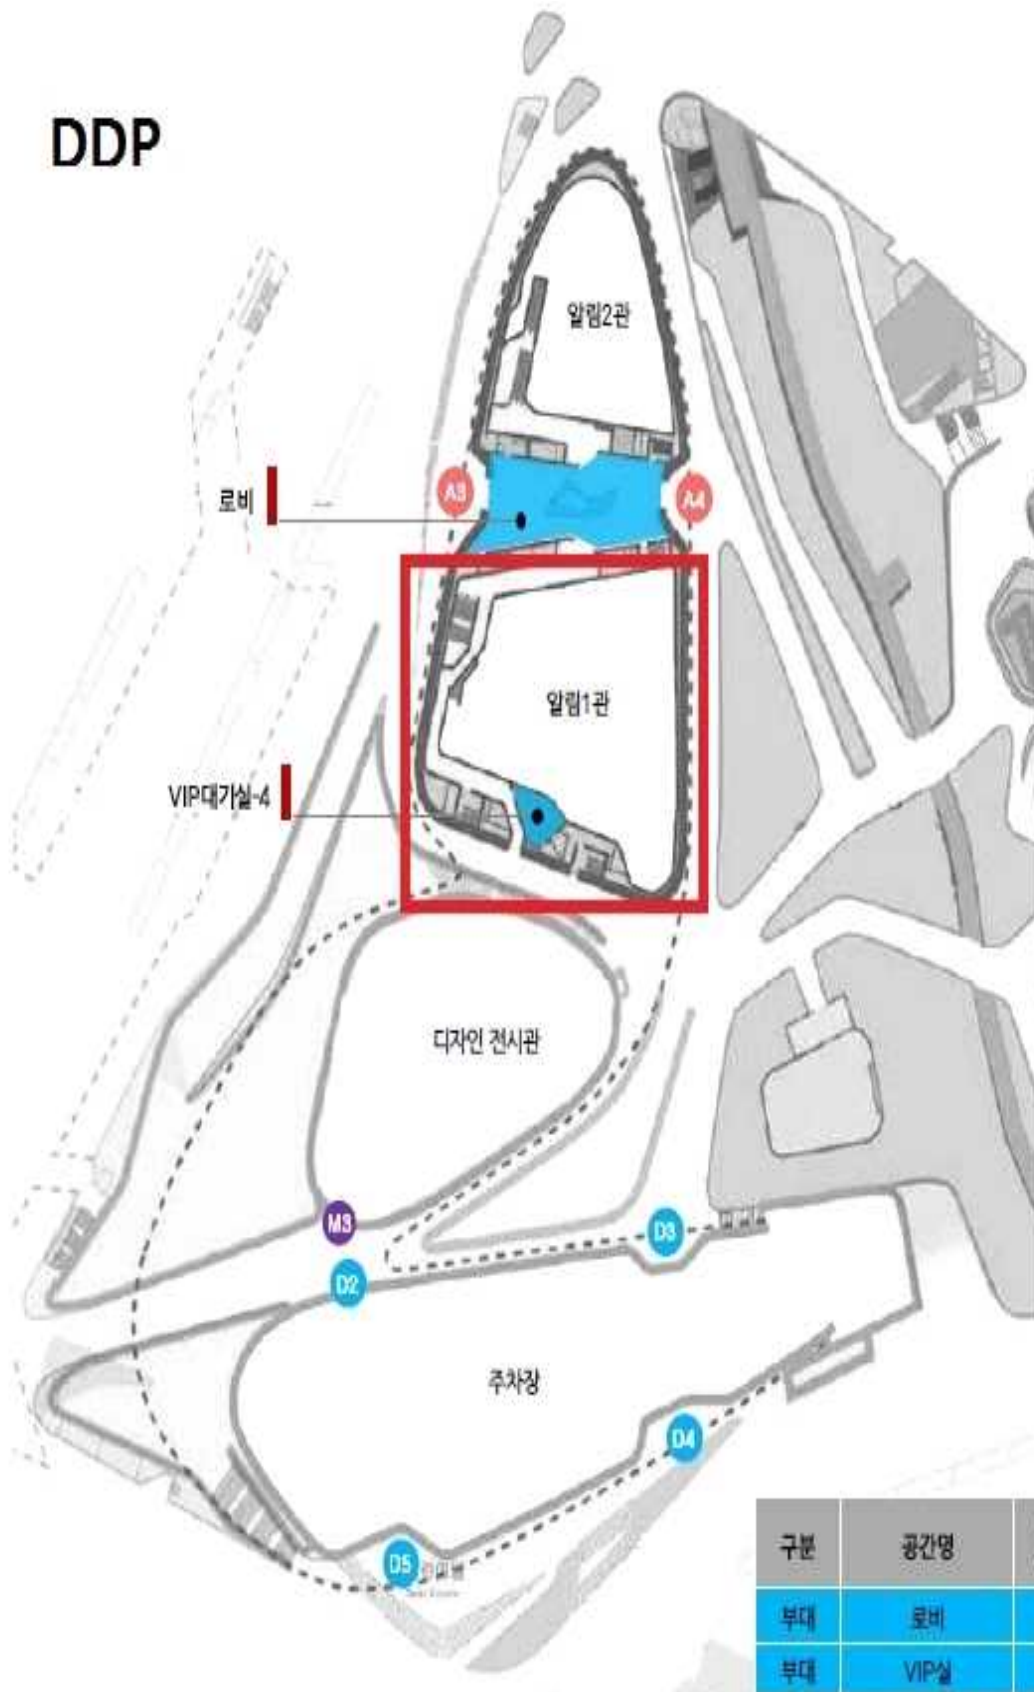 DDP
알림2관
A3
A4
로비
알림1관
VIP대기실-4
디자인 전시관
M3
D3
D2
주차장
D4
D5
구분 공간명
부대 로비
부대 VIP실